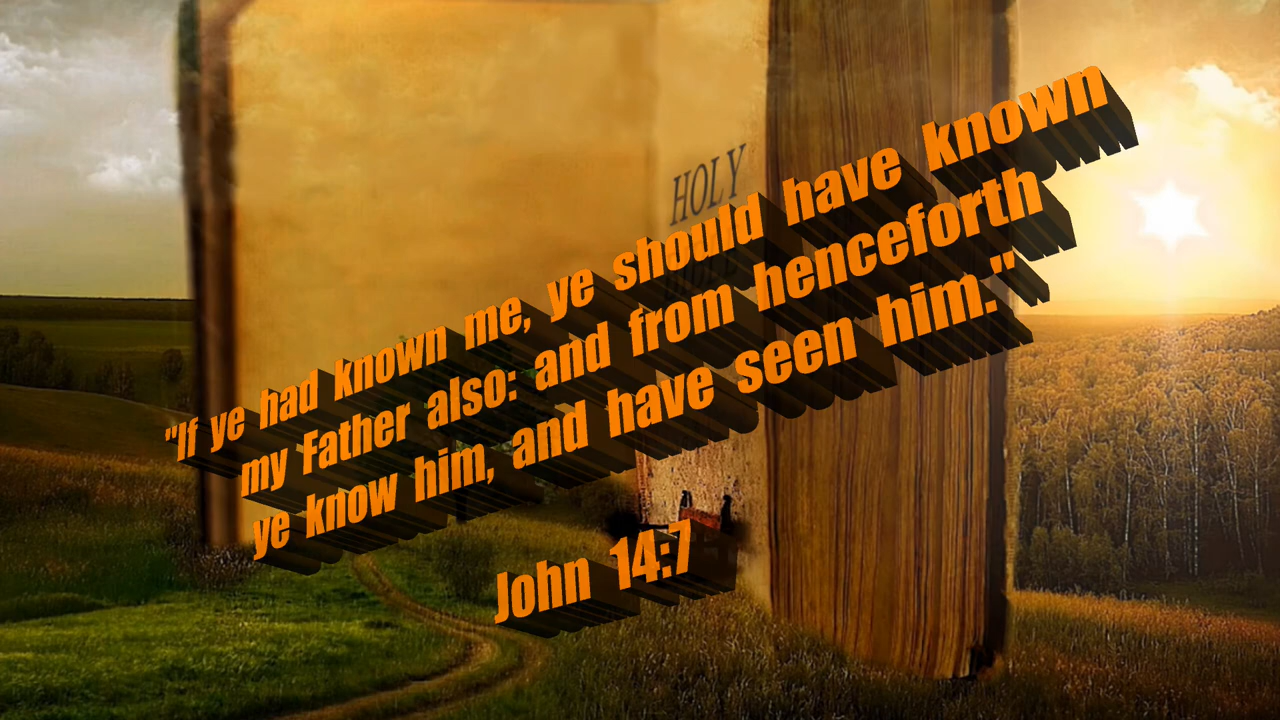 HOLY
BIBLE
"If ye had known me, ye should have known
my Father also: and from henceforth
ye know him, and have seen him."
John 14:7